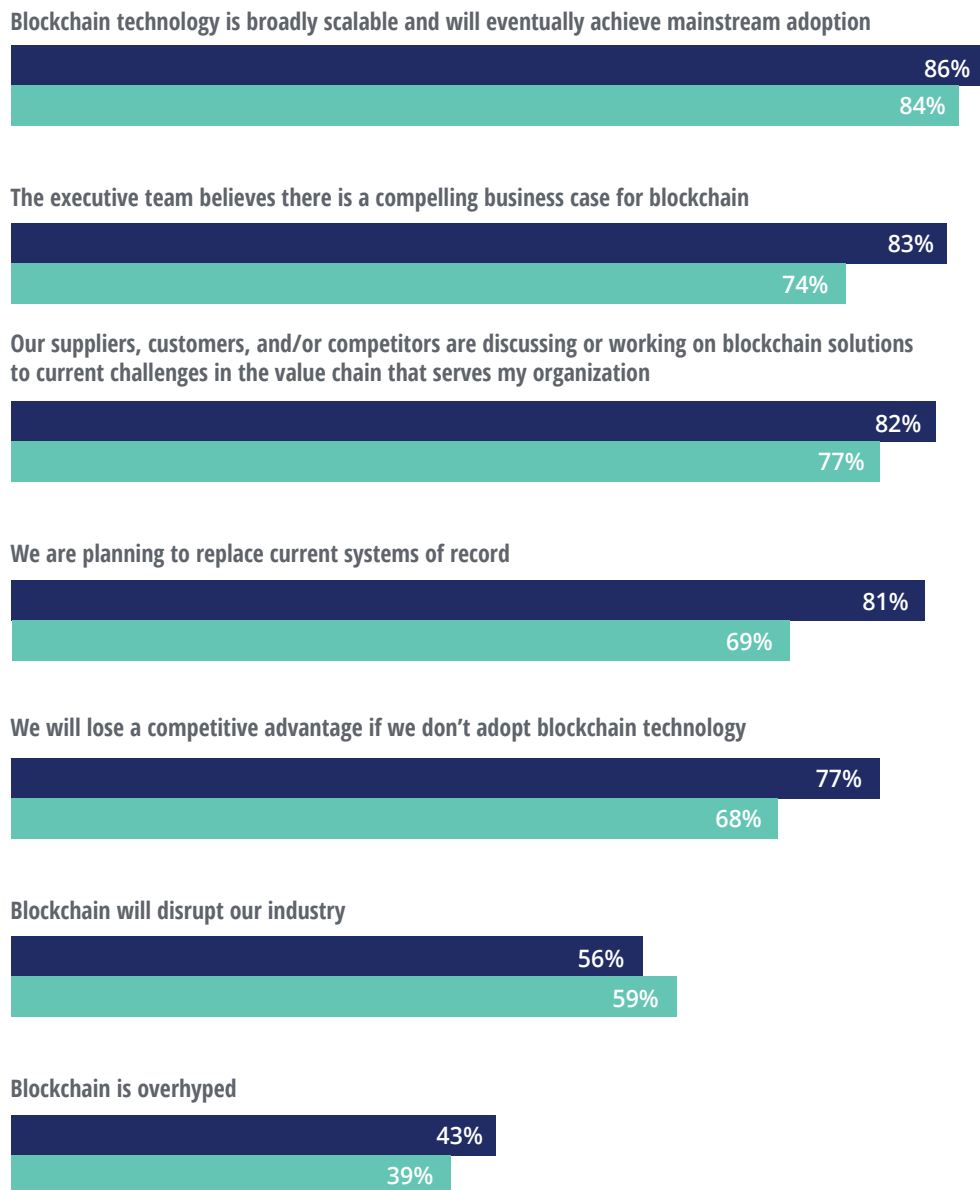 Blockchain technology is broadly scalable and will eventually achieve mainstream adoption
86%
84%
The executive team believes there is a compelling business case for blockchain
83%
74%
Our suppliers, customers, and/or competitors are discussing or working on blockchain solutions
to current challenges in the value chain that serves my organization
82%
77%
We are planning to replace current systems of record
81%
69%
We will lose a competitive advantage if we don’t adopt blockchain technology
77%
68%
Blockchain will disrupt our industry
56%
59%
Blockchain is overhyped
43%
39%